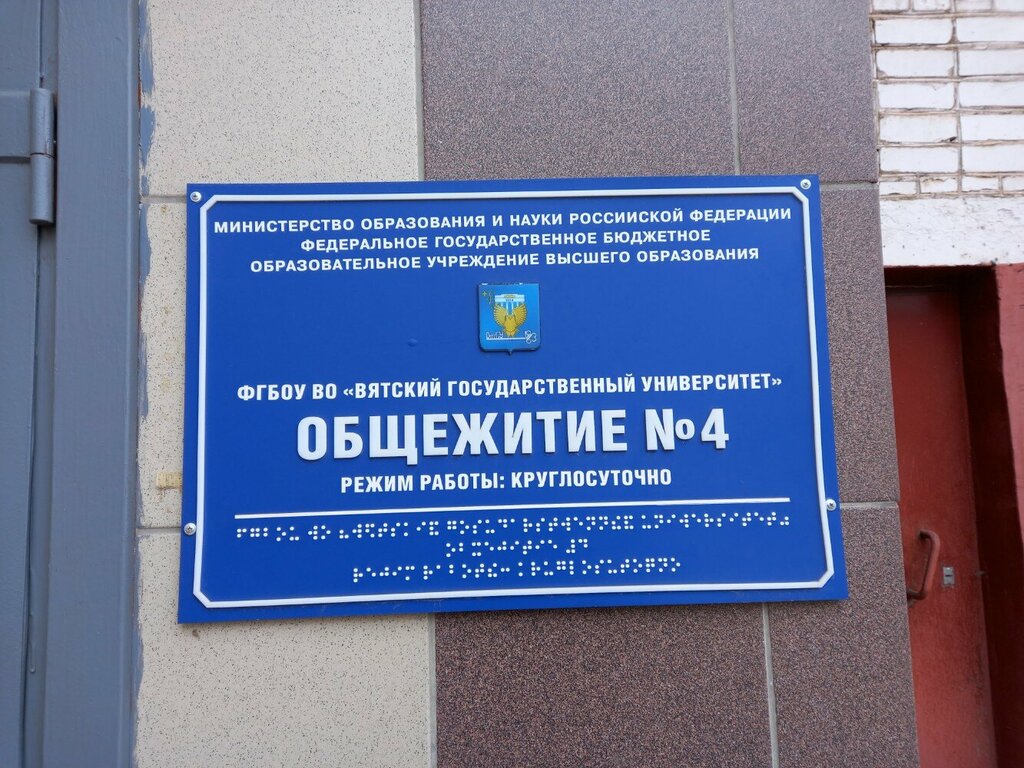 МИНИСТЕРСТВО ОБРАЗОВАНИЯ И НАУКИ РОССИЙСКОЙ ФЕДЕРАЦИИ
ФЕДЕРАЛЬНОЕ ГОСУДАРСТВЕННОЕ БЮДЖЕТНОЕ
ОБРАЗОВАТЕЛЬНОЕ УЧРЕЖДЕНИЕ ВЫСШЕГО ОБРАЗОВАНИЯ
ФГБОУ ВО «ВЯТСКИЙ ГОСУДАРСТВЕННЫЙ УНИВЕРСИТЕТ»
ОБЩЕЖИТИЕ №4
РЕЖИМ РАБОТЫ: КРУГЛОСУТОЧНО